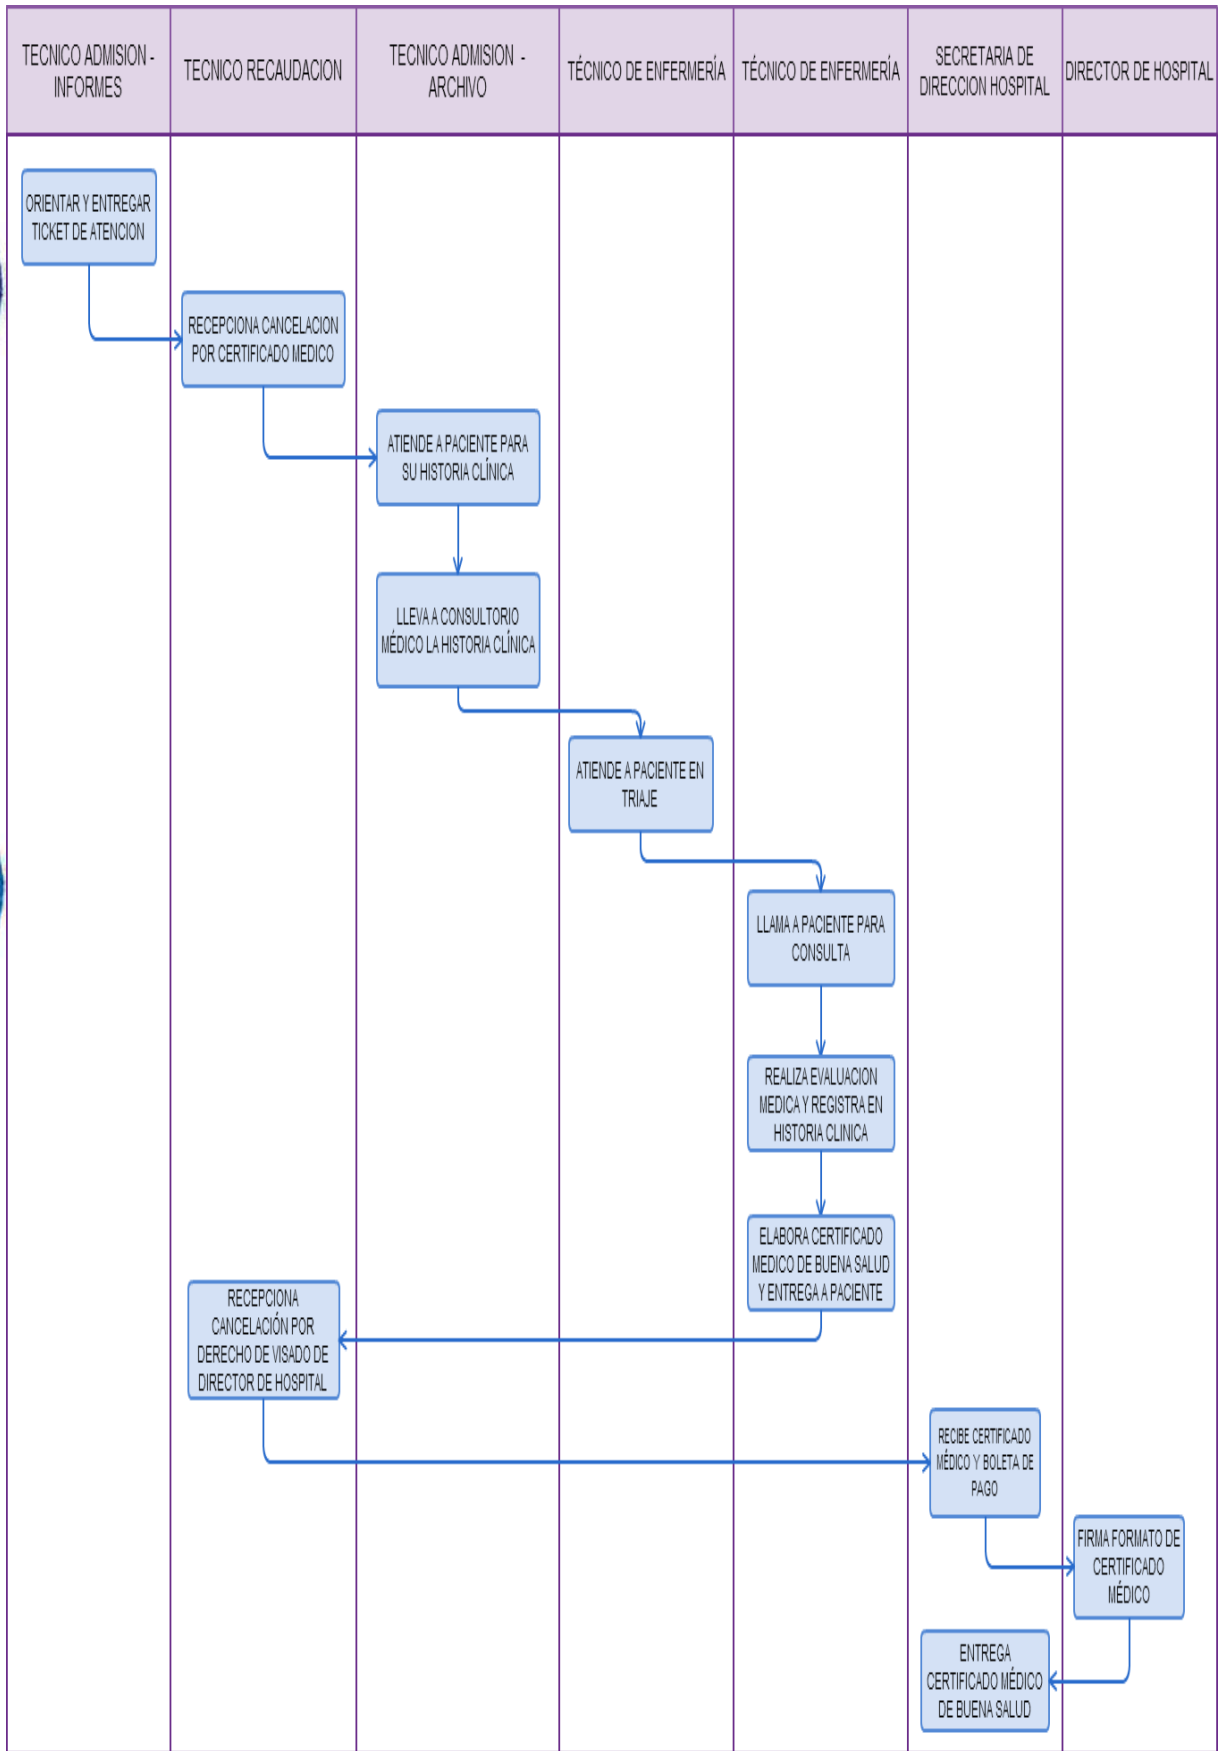 TECNICO ADMISION -
INFORMES
TECNICO RECAUDACION
TECNICO ADMISION -
ARCHIVO
TÉCNICO DE ENFERMERÍA
TÉCNICO DE ENFERMERÍA
SECRETARIA DE
DIRECCION HOSPITAL
DIRECTOR DE HOSPITAL
ORIENTAR Y ENTREGAR
TICKET DE ATENCION
RECEPCIONA CANCELACION
POR CERTIFICADO MEDICO
ATIENDE A PACIENTE PARA
SU HISTORIA CLÍNICA
LLEVA A CONSULTORIO
MÉDICO LA HISTORIA CLÍNICA
ATIENDE A PACIENTE EN
TRIAJE
LLAMA A PACIENTE PARA
CONSULTA
REALIZA EVALUACION
MEDICA Y REGISTRA EN
HISTORIA CLINICA
ELABORA CERTIFICADO
MEDICO DE BUENA SALUD
Y ENTREGA A PACIENTE
RECEPCIONA
CANCELACIÓN POR
DERECHO DE VISADO DE
DIRECTOR DE HOSPITAL
RECIBE CERTIFICADO
MÉDICO Y BOLETA DE
PAGO
FIRMA FORMATO DE
CERTIFICADO
MÉDICO
ENTREGA
CERTIFICADO MÉDICO
DE BUENA SALUD